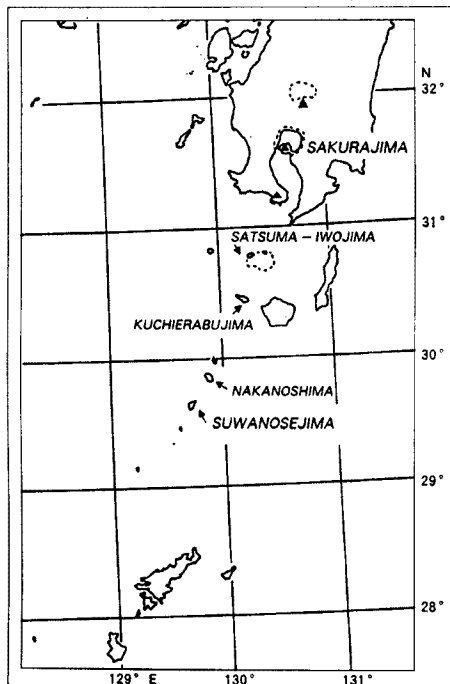 N
32°
SAKURAJIMA
31°
SATSUMA – IWOJIMA
KUCHIERABUJIMA
30°
NAKANOSHIMA
SUWANOSEJIMA
29°
28°
129° E 130° 131°